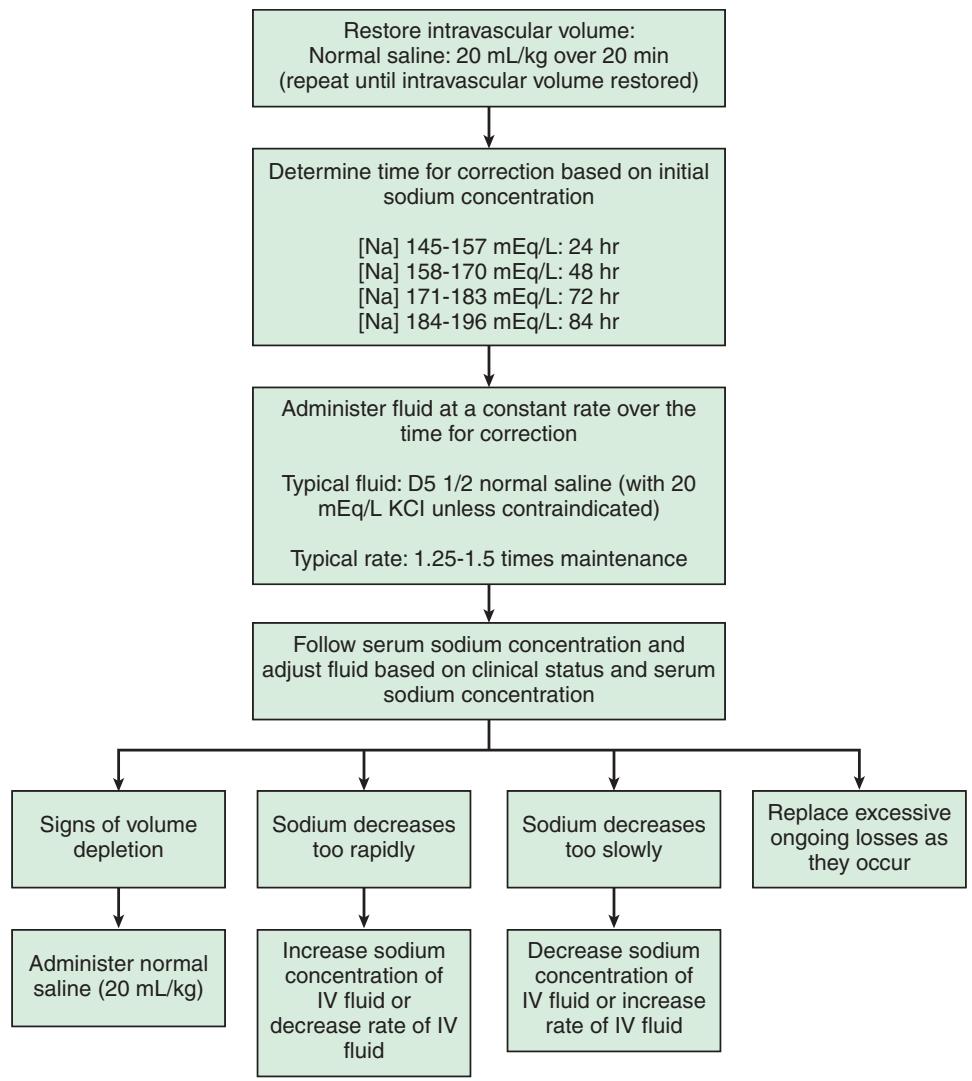 Restore intravascular volume:
Normal saline: 20 mL/kg over 20 min
(repeat until intravascular volume restored)
Determine time for correction based on initial
sodium concentration
[Na] 145-157 mEq/L: 24 hr
[Na] 158-170 mEq/L: 48 hr
[Na] 171-183 mEq/L: 72 hr
[Na] 184-196 mEq/L: 84 hr
Administer fluid at a constant rate over the
time for correction
Typical fluid: D5 1/2 normal saline (with 20
mEq/L KCl unless contraindicated)
Typical rate: 1.25-1.5 times maintenance
Follow serum sodium concentration and
adjust fluid based on clinical status and serum
sodium concentration
Signs of volume
depletion
Administer normal
saline (20 mL/kg)
Sodium decreases
too rapidly
Increase sodium
concentration of
IV fluid or
decrease rate of IV
fluid
Sodium decreases
too slowly
Decrease sodium
concentration of
IV fluid or increase
rate of IV fluid
Replace excessive
ongoing losses as
they occur